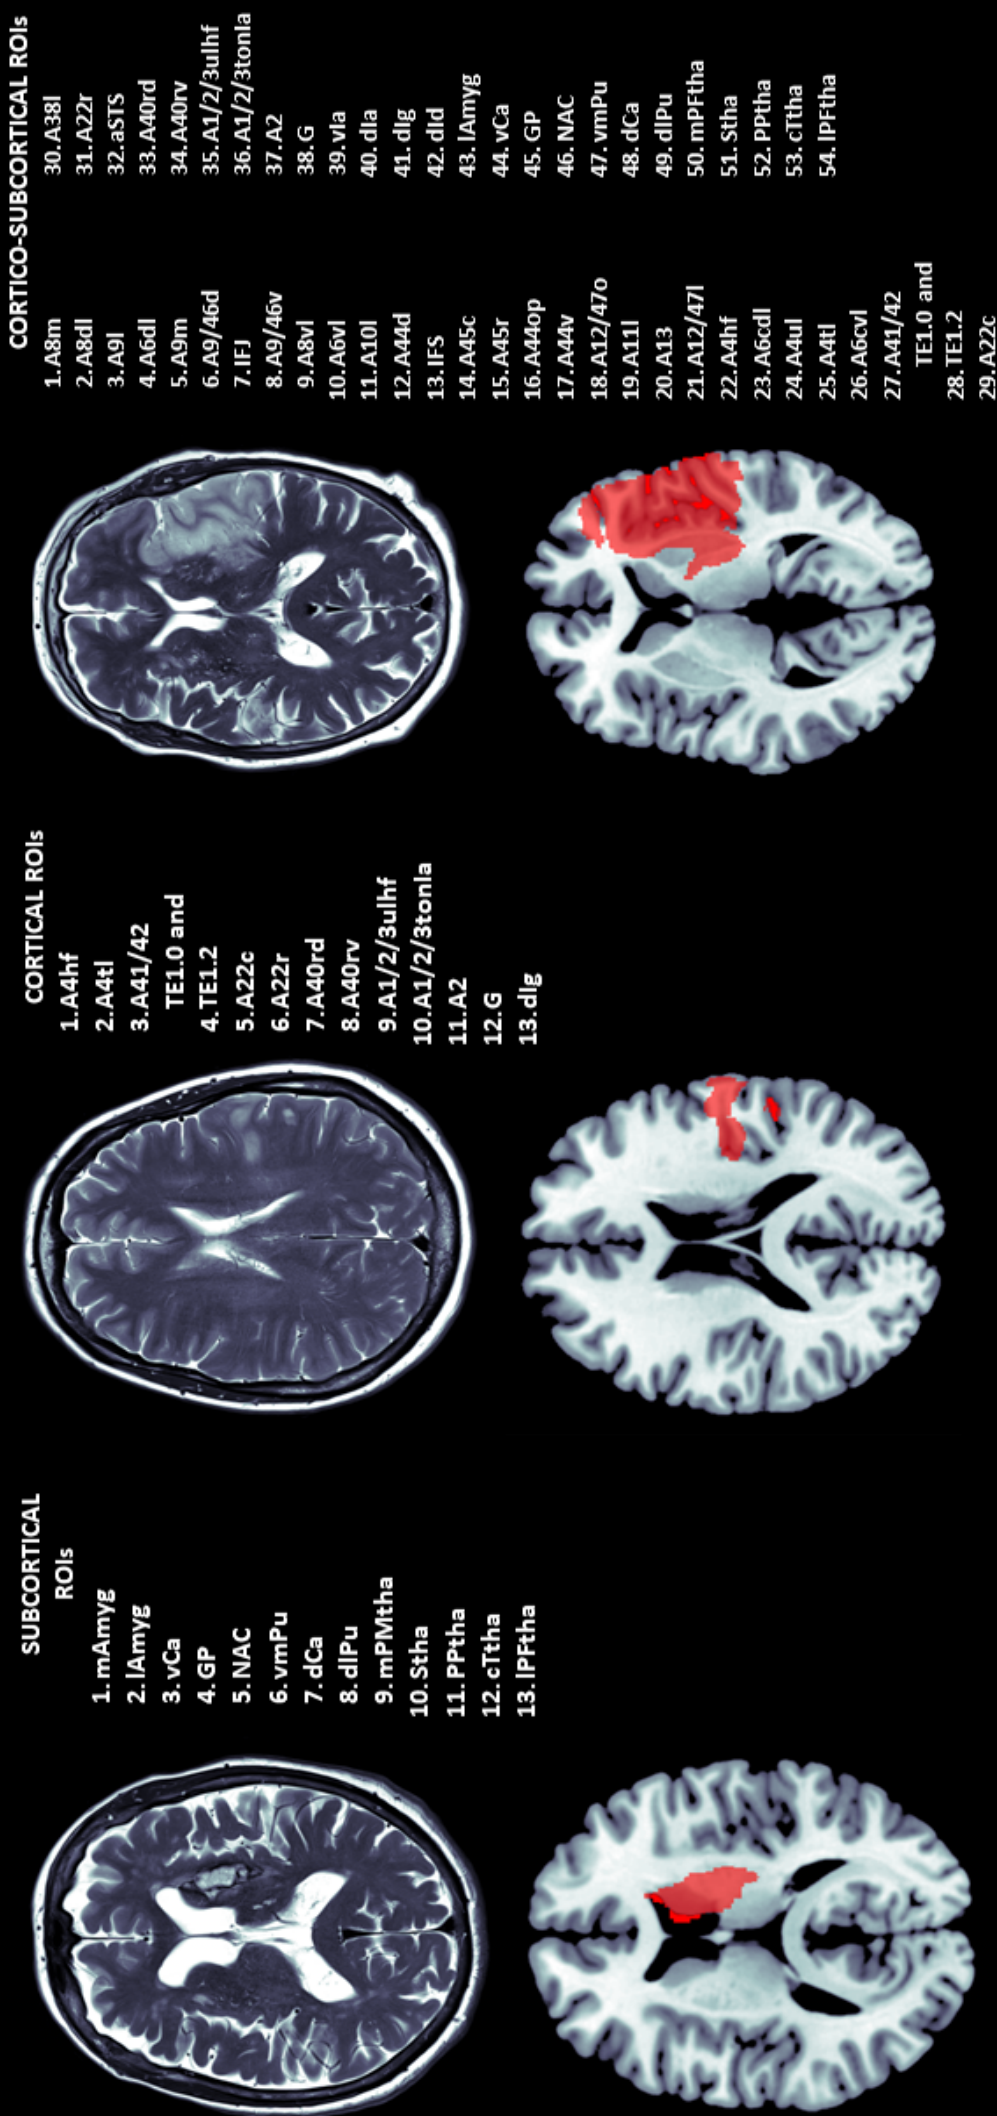 SUBCORTICAL
ROIs
1.mAmyg
2.lAmyg
3.vCa
4.GP
5.NAC
6.vmPu
7.dCa
8.dlPu
9.mPMtha
10.Stha
11.PPtha
12.cTtha
13.lPFtha
CORTICAL ROIs
1.A4hf
2.A4tl
3.A41/42
TE1.0 and
4.TE1.2
5.A22c
6.A22r
7.A40rd
8.A40rv
9.A1/2/3ulhf
10.A1/2/3tonIa
11.A2
12.G
13.dIg
CORTICO-SUBCORTICAL ROIs
1.A8m
2.A8dl
3.A9l
4.A6dl
5.A9m
6.A9/46d
7.IFJ
8.A9/46v
9.A8vl
10.A6vl
11.A10l
12.A44d
13.IFS
14.A45c
15.A45r
16.A44op
17.A44v
18.A12/47o
19.A11l
20.A13
21.A12/47l
22.A4hf
23.A6cdl
24.A4ul
25.A4tl
26.A6cvl
27.A41/42
TE1.0 and
28.TE1.2
29.A22c
30.A38l
31.A22r
32.aSTS
33.A40rd
34.A40rv
35.A1/2/3ulhf
36.A1/2/3tonIa
37.A2
38.G
39.vIa
40.dIa
41.dIg
42.dId
43.lAmyg
44.vCa
45.GP
46.NAC
47.vmPu
48.dCa
49.dlPu
50.mPFtha
51.Stha
52.PPtha
53.cTtha
54.lPFtha